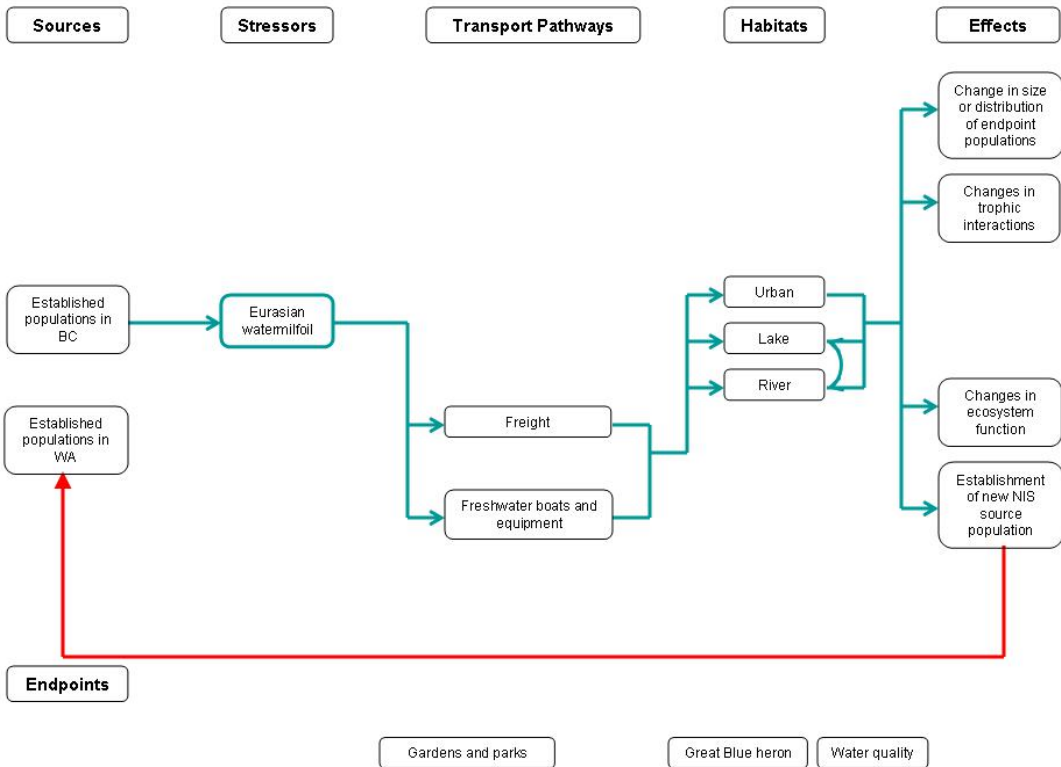 Sources
Stressors
Transport Pathways
Habitats
Effects
Change in size
or distribution
of endpoint
populations
Changes in
trophic
interactions
Established
populations in
BC
Eurasian
watermilfoil
Urban
Lake
River
Established
populations in
WA
Freight
Freshwater boats and
equipment
Changes in
ecosystem
function
Establishment
of new NIS
source
population
Endpoints
Gardens and parks
Great Blue heron
Water quality